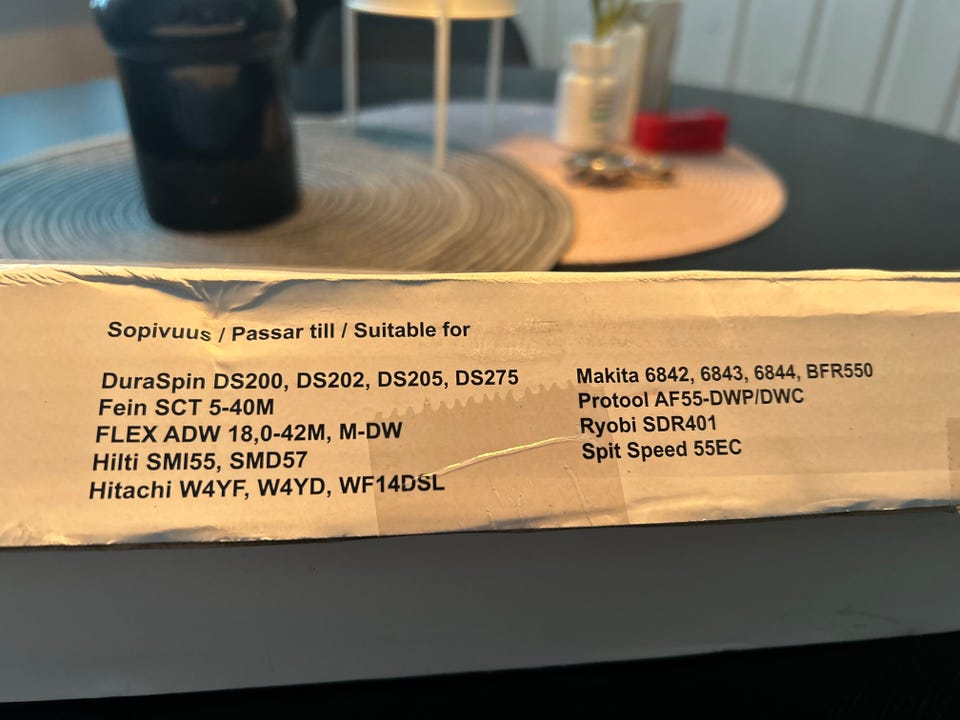 Sopivuus / Passar till / Suitable for
DuraSpin DS200, DS202, DS205, DS275
Fein SCT 5-40M
FLEX ADW 18,0-42M, M-DW
Hilti SMI55, SMD57
Hitachi W4YF, W4YD, WF14DSL
Makita 6842, 6843, 6844, BFR550
Protool AF55-DWP/DWC
Ryobi SDR401
Spit Speed 55EC